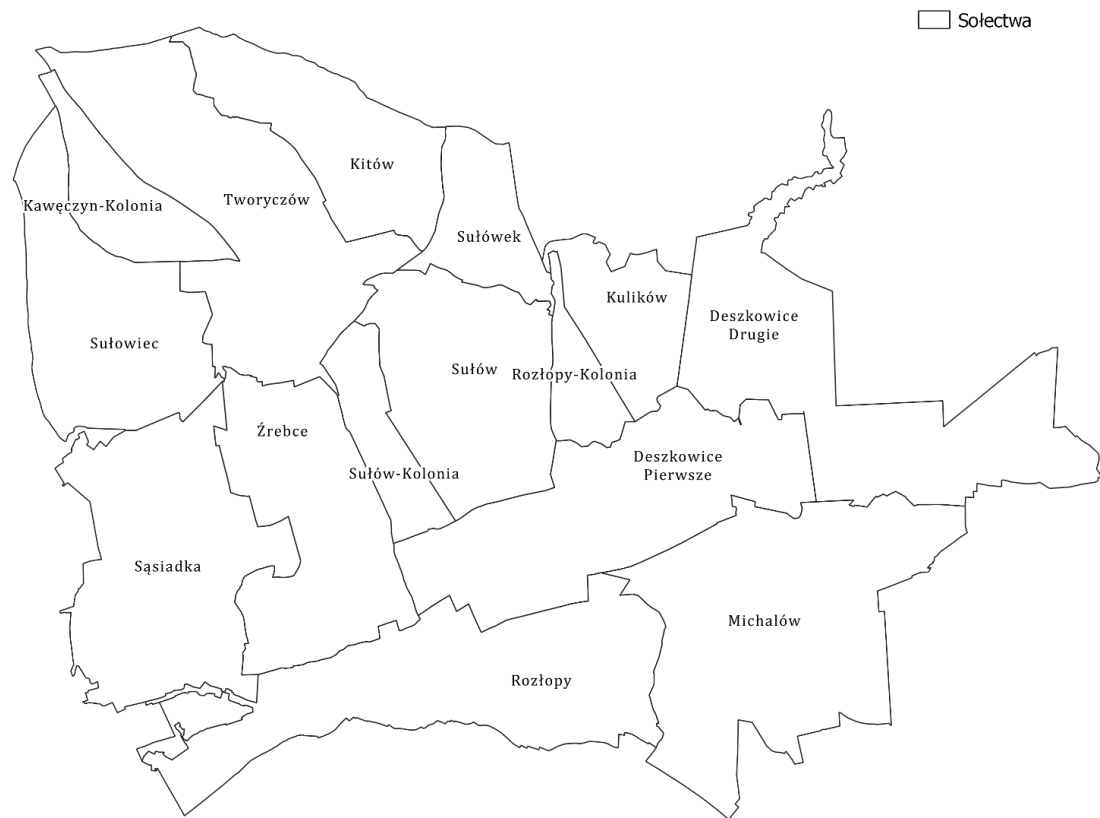 Sołectwa
Kitów
Kawęczyn-Kolonia
Tworyczów
Sułówek
Kulików
Deszkowice
Drugie
Sułowiec
Sułów
Rozłopy-Kolonia
Źrebce
Sułów-Kolonia
Deszkowice
Pierwsze
Sąsiadka
Michalów
Rozłopy